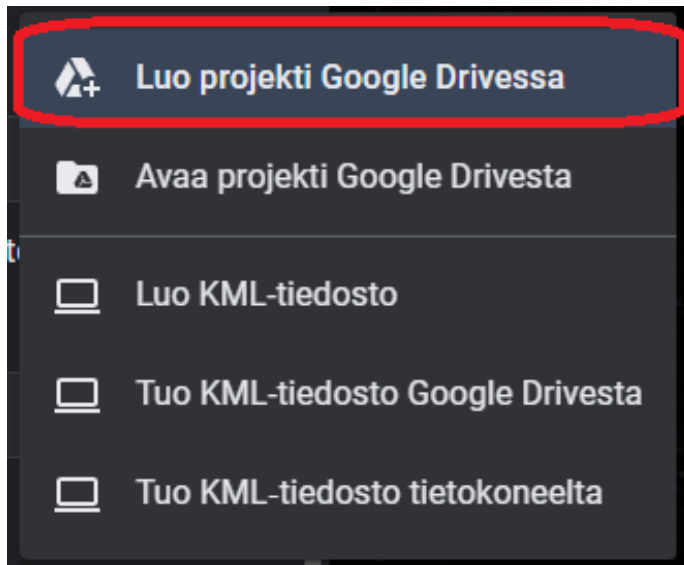 Luo projekti Google Drivessa
Avaa projekti Google Drivesta
Luo KML-tiedosto
Tuo KML-tiedosto Google Drivesta
Tuo KML-tiedosto tietokoneelta